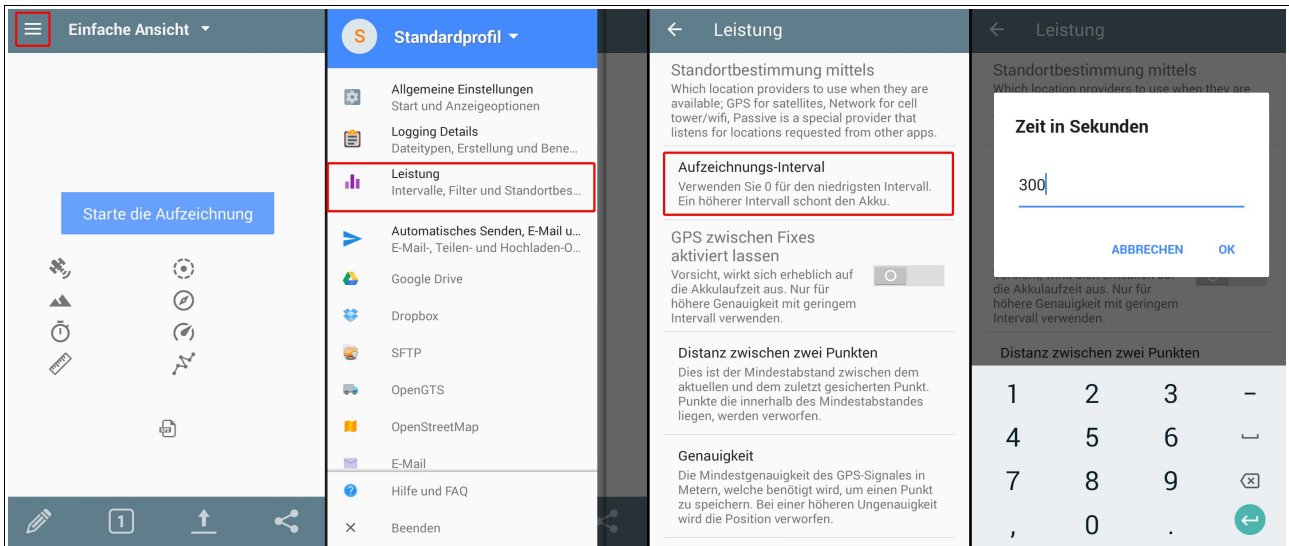 Einfache Ansicht
Starte die Aufzeichnung
1
S
Standardprofil
Allgemeine Einstellungen
Start und Anzeigeoptionen
Logging Details
Dateitypen, Erstellung und Bene...
Leistung
Intervalle, Filter und Standortbes...
Automatisches Senden, E-Mail u...
E-Mail-, Teilen- und Hochladen-O...
Google Drive
Dropbox
SFTP
OpenGTS
OpenStreetMap
E-Mail
Hilfe und FAQ
Beenden
Leistung
Standortbestimmung mittels
Which location providers to use when they are
available; GPS for satellites, Network for cell
tower/wifi, Passive is a special provider that
listens for locations requested from other apps.
Aufzeichnungs-Interval
Verwenden Sie 0 für den niedrigsten Intervall.
Ein höherer Intervall schont den Akku.
GPS zwischen Fixes
aktiviert lassen
Vorsicht, wirkt sich erheblich auf
die Akkulaufzeit aus. Nur für
höhere Genauigkeit mit geringem
Intervall verwenden.
Distanz zwischen zwei Punkten
Dies ist der Mindestabstand zwischen dem
aktuellen und dem zuletzt gesicherten Punkt.
Punkte die innerhalb des Mindestabstandes
liegen, werden verworfen.
Genauigkeit
Die Mindestgenauigkeit des GPS-Signales in
Metern, welche benötigt wird, um einen Punkt
zu speichern. Bei einer höheren Ungenauigkeit
wird die Position verworfen.
Leistung
Standortbestimmung mittels
Which location providers to use when they are
Zeit in Sekunden
300
ABBRECHEN OK
die Akkulaufzeit aus. Nur für
höhere Genauigkeit mit geringem
Intervall verwenden.
Distanz zwischen zwei Punkten
1 2 3 -
4 5 6
7 8 9
, 0 .